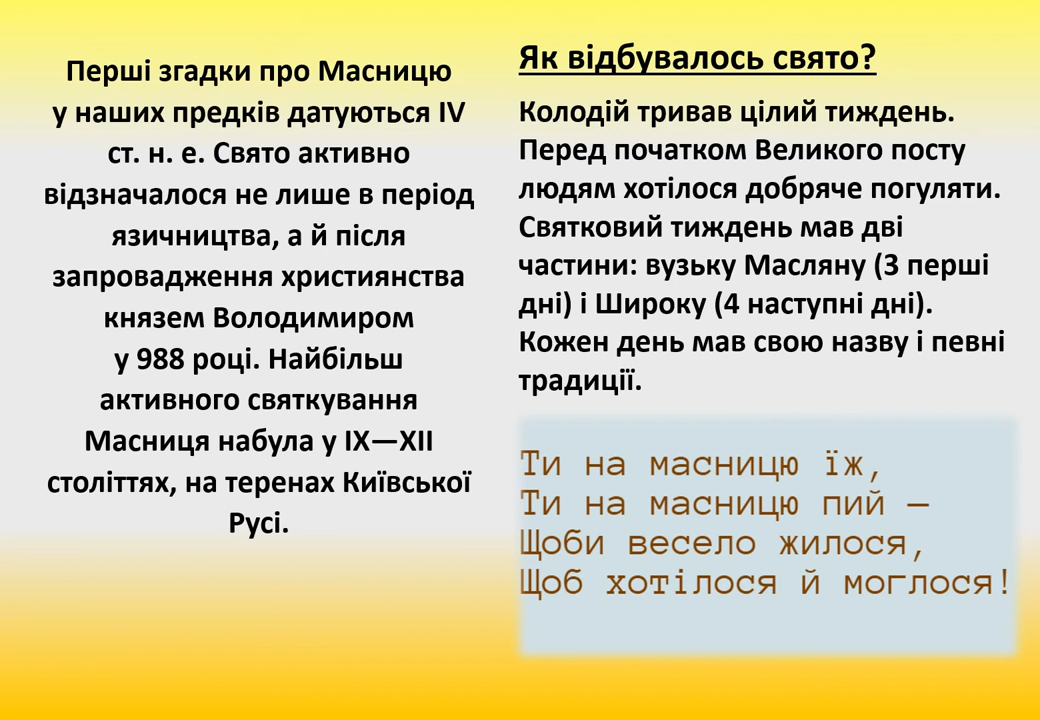 Перші згадки про Масницю
у наших предків датуються IV
ст. н. е. Свято активно
відзначалося не лише в період
язичництва, а й після
запровадження християнства
князем Володимиром
у 988 році. Найбільш
активного святкування
Масниця набула у IX—XII
століттях, на теренах Київської
Русі.
Як відбувалось свято?
Колодій тривав цілий тиждень.
Перед початком Великого посту
людям хотілося добряче погуляти.
Святковий тиждень мав дві
частини: вузьку Масляну (3 перші
дні) і Широку (4 наступні дні).
Кожен день мав свою назву і певні
традиції.
Ти на масницю їж,
Ти на масницю пий —
Щоби весело жилося,
Щоб хотілося й моглося!